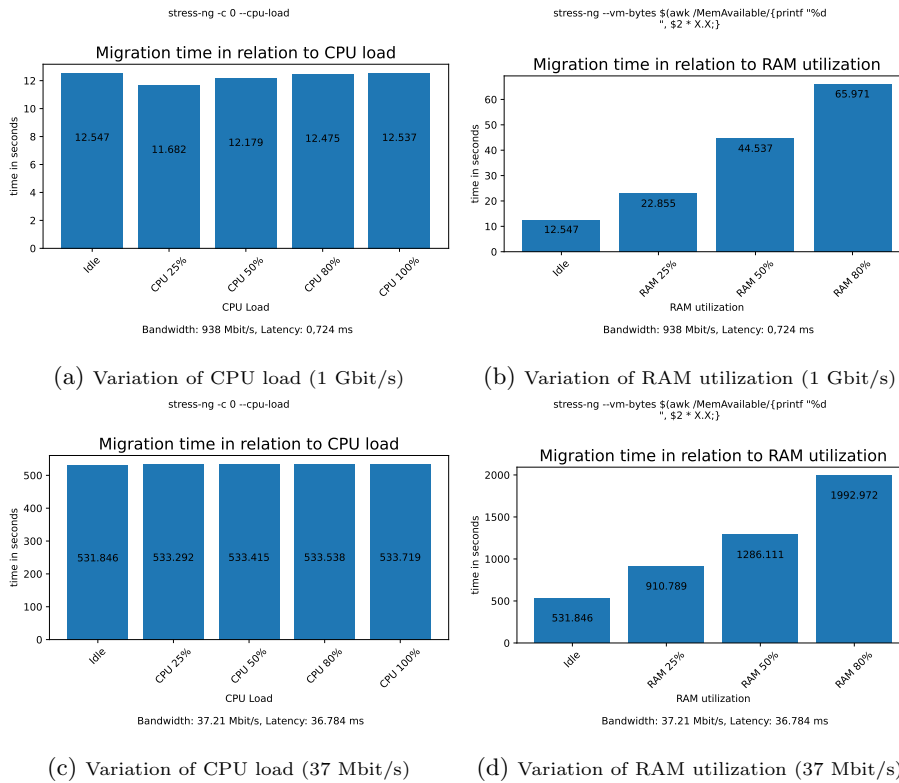 stress-ng -c 0 --cpu-load
Migration time in relation to CPU load
time in seconds
12
10
8
6
4
2
0
12.547
11.682
12.179
12.475
12.537
Idle
CPU 25%
CPU 50%
CPU 80%
CPU 100%
CPU Load
Bandwidth: 938 Mbit/s, Latency: 0,724 ms
(a) Variation of CPU load (1 Gbit/s)
stress-ng --vm-bytes $(awk /MemAvailable/{printf "%d
", $2 * X.X;}
Migration time in relation to RAM utilization
time in seconds
60
50
40
30
20
10
0
12.547
22.855
44.537
65.971
Idle
RAM 25%
RAM 50%
RAM 80%
RAM utilization
Bandwidth: 938 Mbit/s, Latency: 0,724 ms
(b) Variation of RAM utilization (1 Gbit/s)
stress-ng -c 0 --cpu-load
Migration time in relation to CPU load
time in seconds
500
400
300
200
100
0
531.846
533.292
533.415
533.538
533.719
Idle
CPU 25%
CPU 50%
CPU 80%
CPU 100%
CPU Load
Bandwidth: 37.21 Mbit/s, Latency: 36.784 ms
(c) Variation of CPU load (37 Mbit/s)
stress-ng --vm-bytes $(awk /MemAvailable/{printf "%d
", $2 * X.X;}
Migration time in relation to RAM utilization
time in seconds
2000
1500
1000
500
0
531.846
910.789
1286.111
1992.972
Idle
RAM 25%
RAM 50%
RAM 80%
RAM utilization
Bandwidth: 37.21 Mbit/s, Latency: 36.784 ms
(d) Variation of RAM utilization (37 Mbit/s)